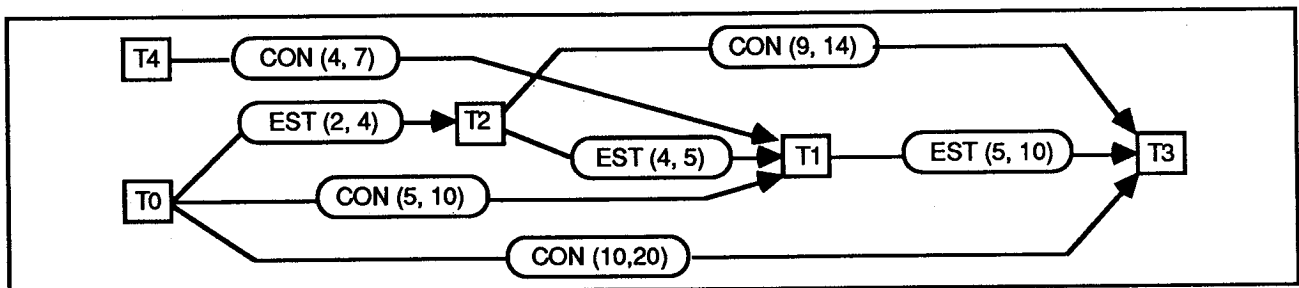 T4
CON (4, 7)
CON (9, 14)
EST (2, 4)
T2
EST (4, 5)
T1
EST (5, 10)
T3
T0
CON (5, 10)
CON (10,20)